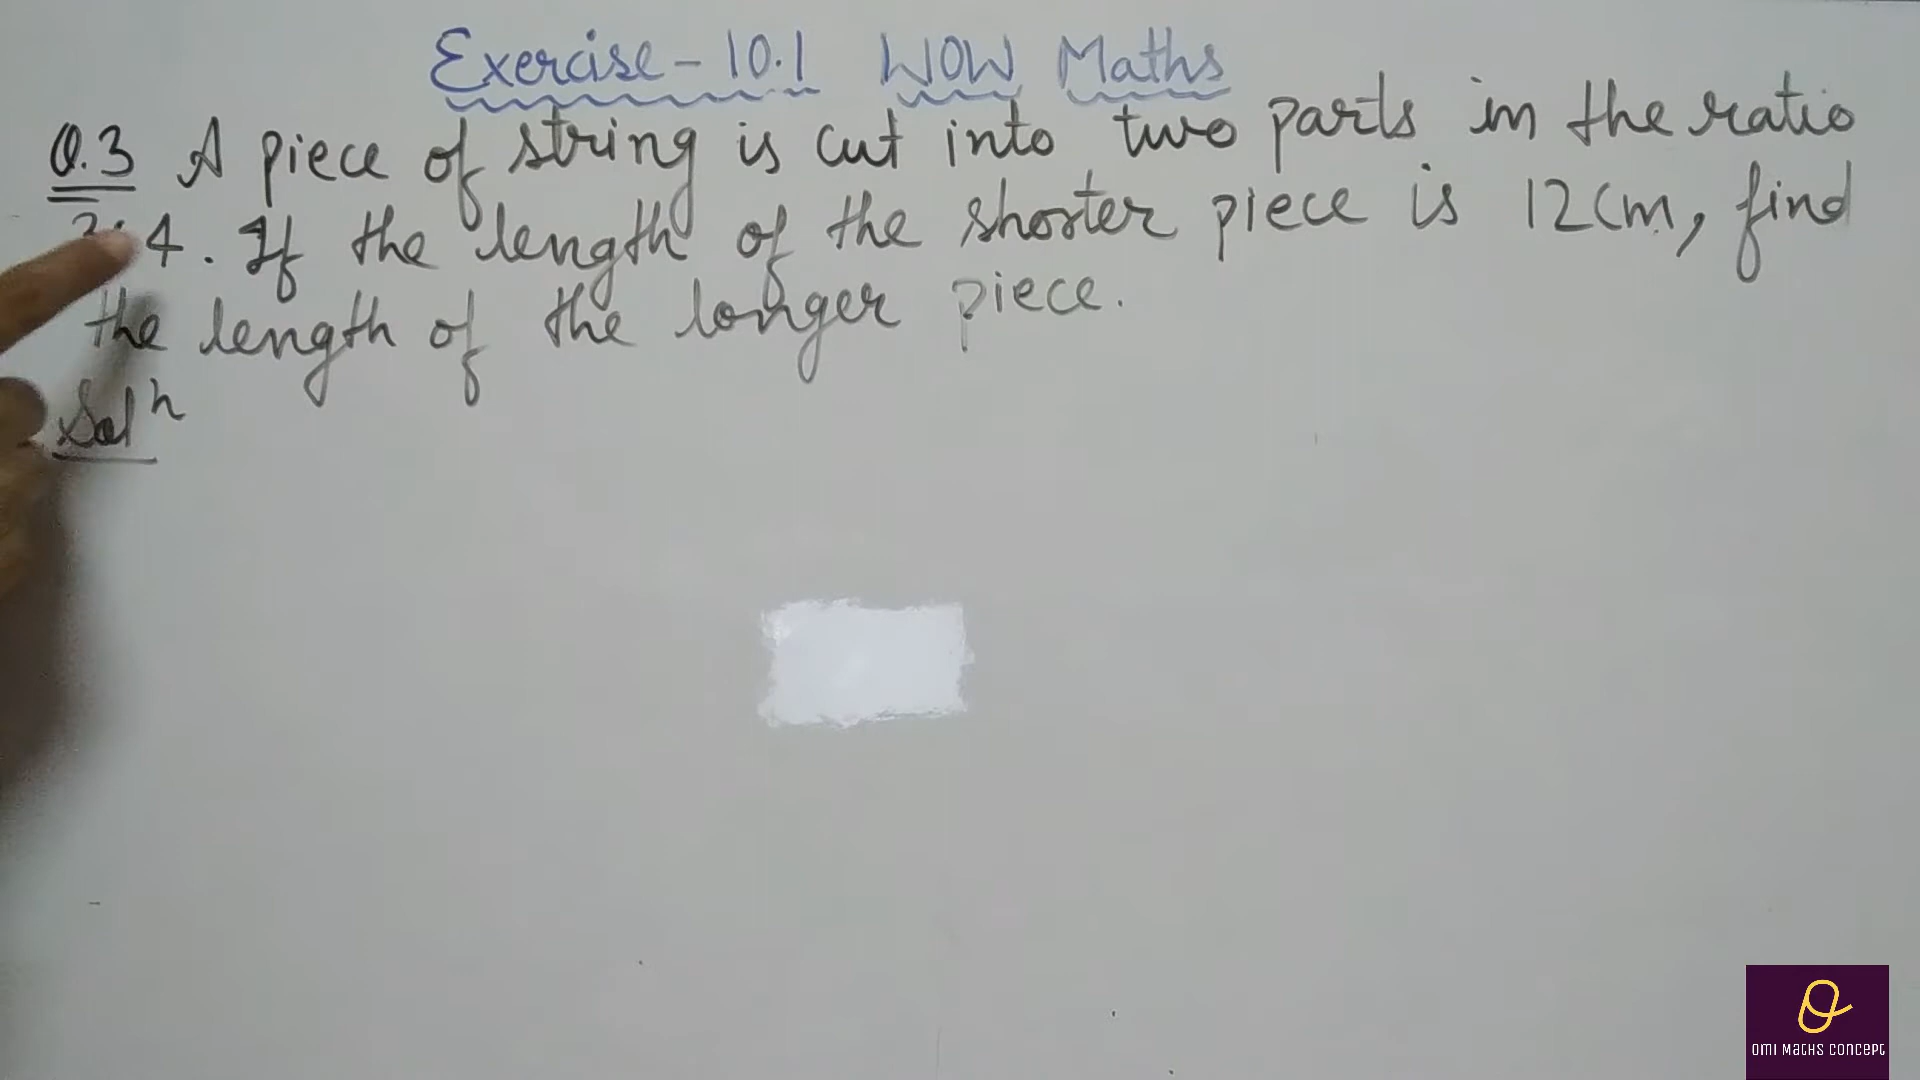 Exercise-10.1 WOW Maths
Q.3 A piece of string is cut into two parts in the ratio
:4. If the length of the shorter piece is 12cm, find
the length of the longer piece.
Solⁿ
OMI MATHS CONCEPT